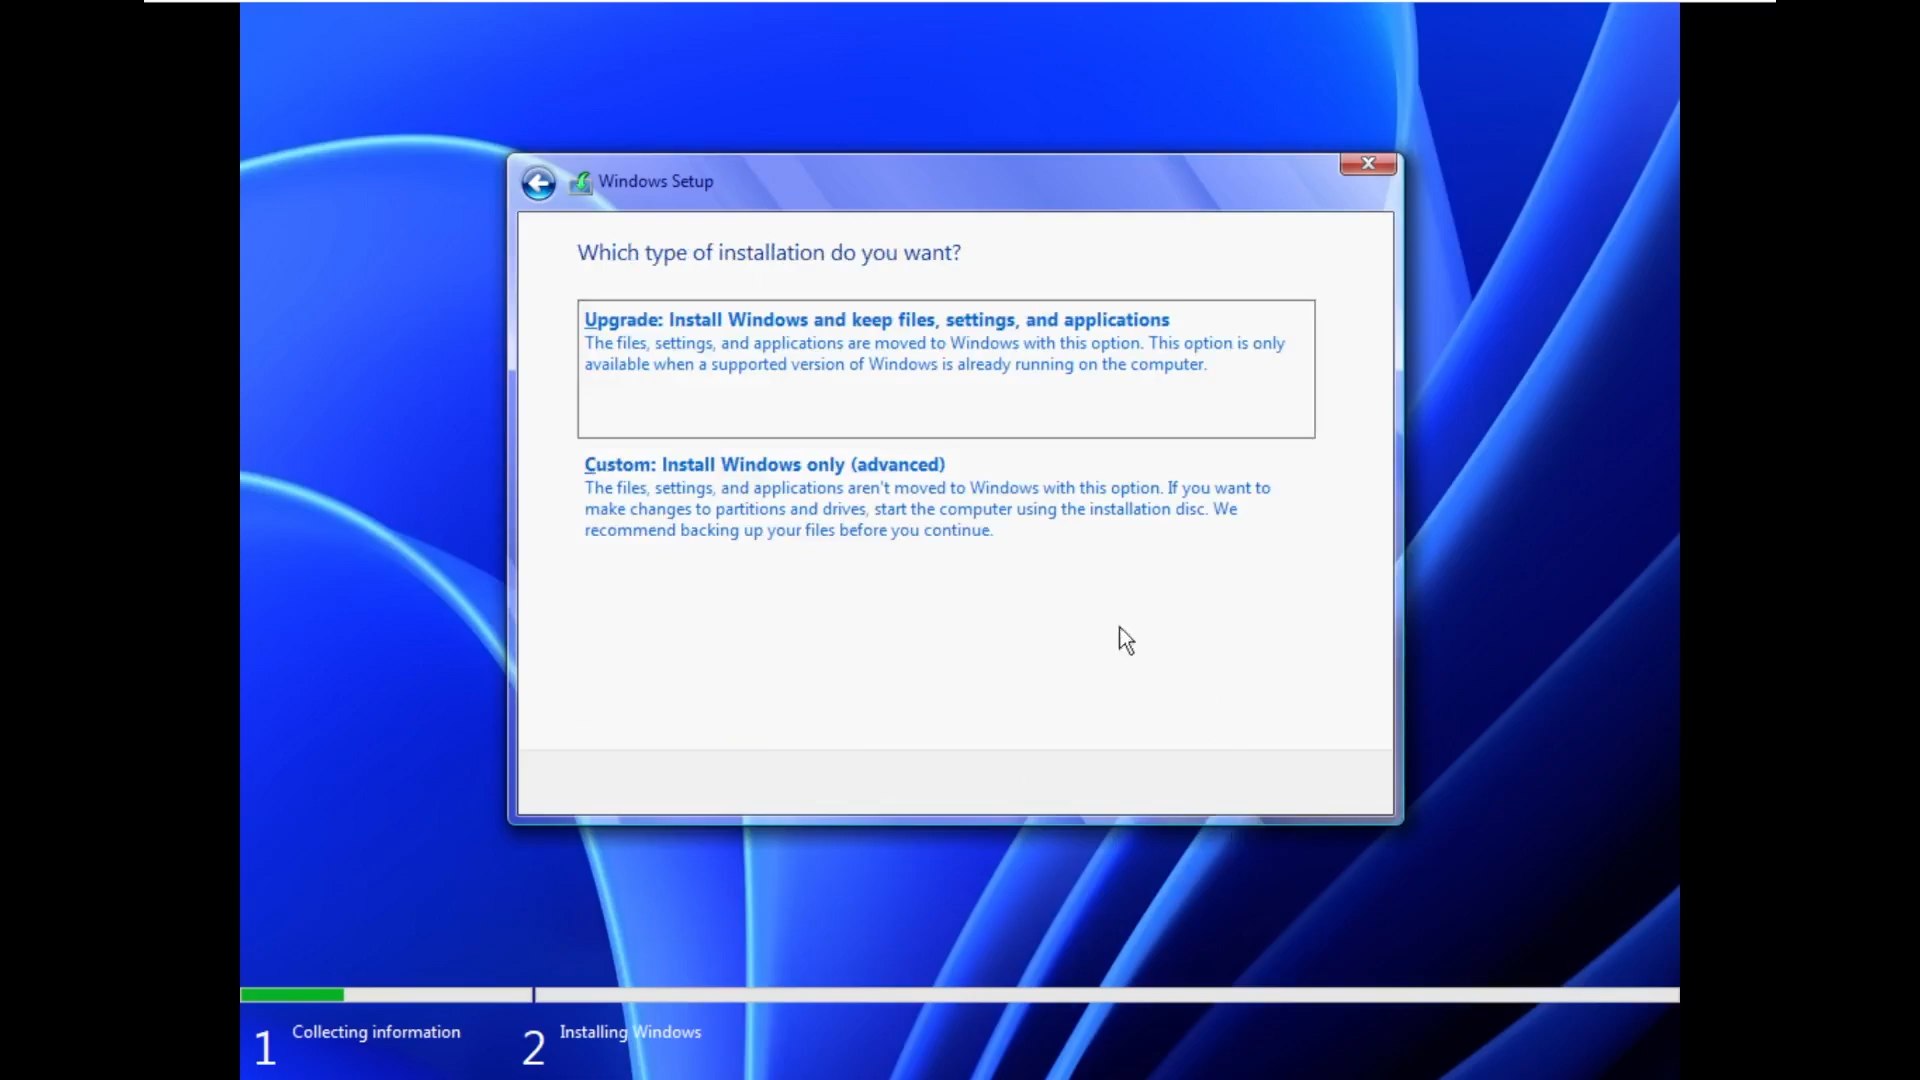 Windows Setup
Which type of installation do you want?
Upgrade: Install Windows and keep files, settings, and applications
The files, settings, and applications are moved to Windows with this option. This option is only
available when a supported version of Windows is already running on the computer.
Custom: Install Windows only (advanced)
The files, settings, and applications aren't moved to Windows with this option. If you want to
make changes to partitions and drives, start the computer using the installation disc. We
recommend backing up your files before you continue.
1 Collecting information
2 Installing Windows